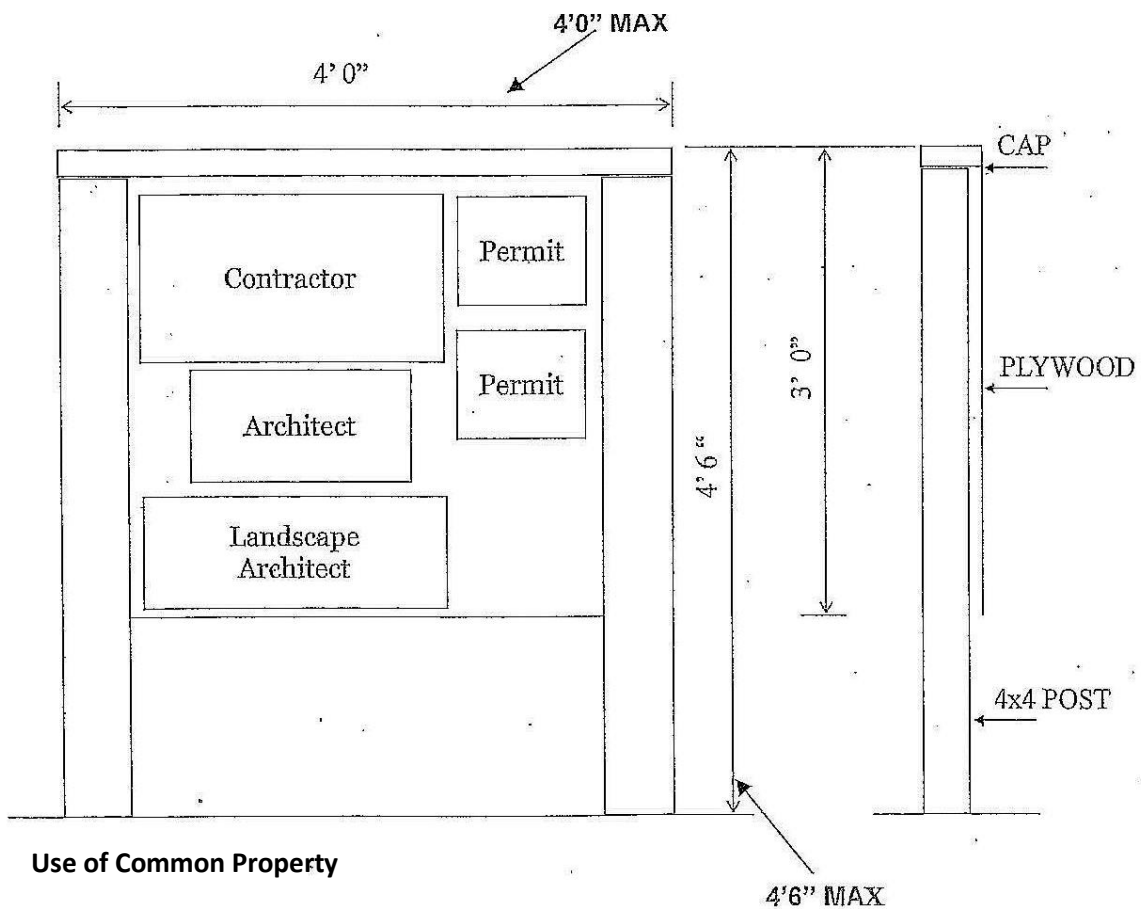 4'0" MAX
4' 0"
CAP
Contractor
Permit
Permit
3' 0"
PLYWOOD
Architect
4' 6"
Landscape
Architect
4x4 POST
Use of Common Property
4'6" MAX